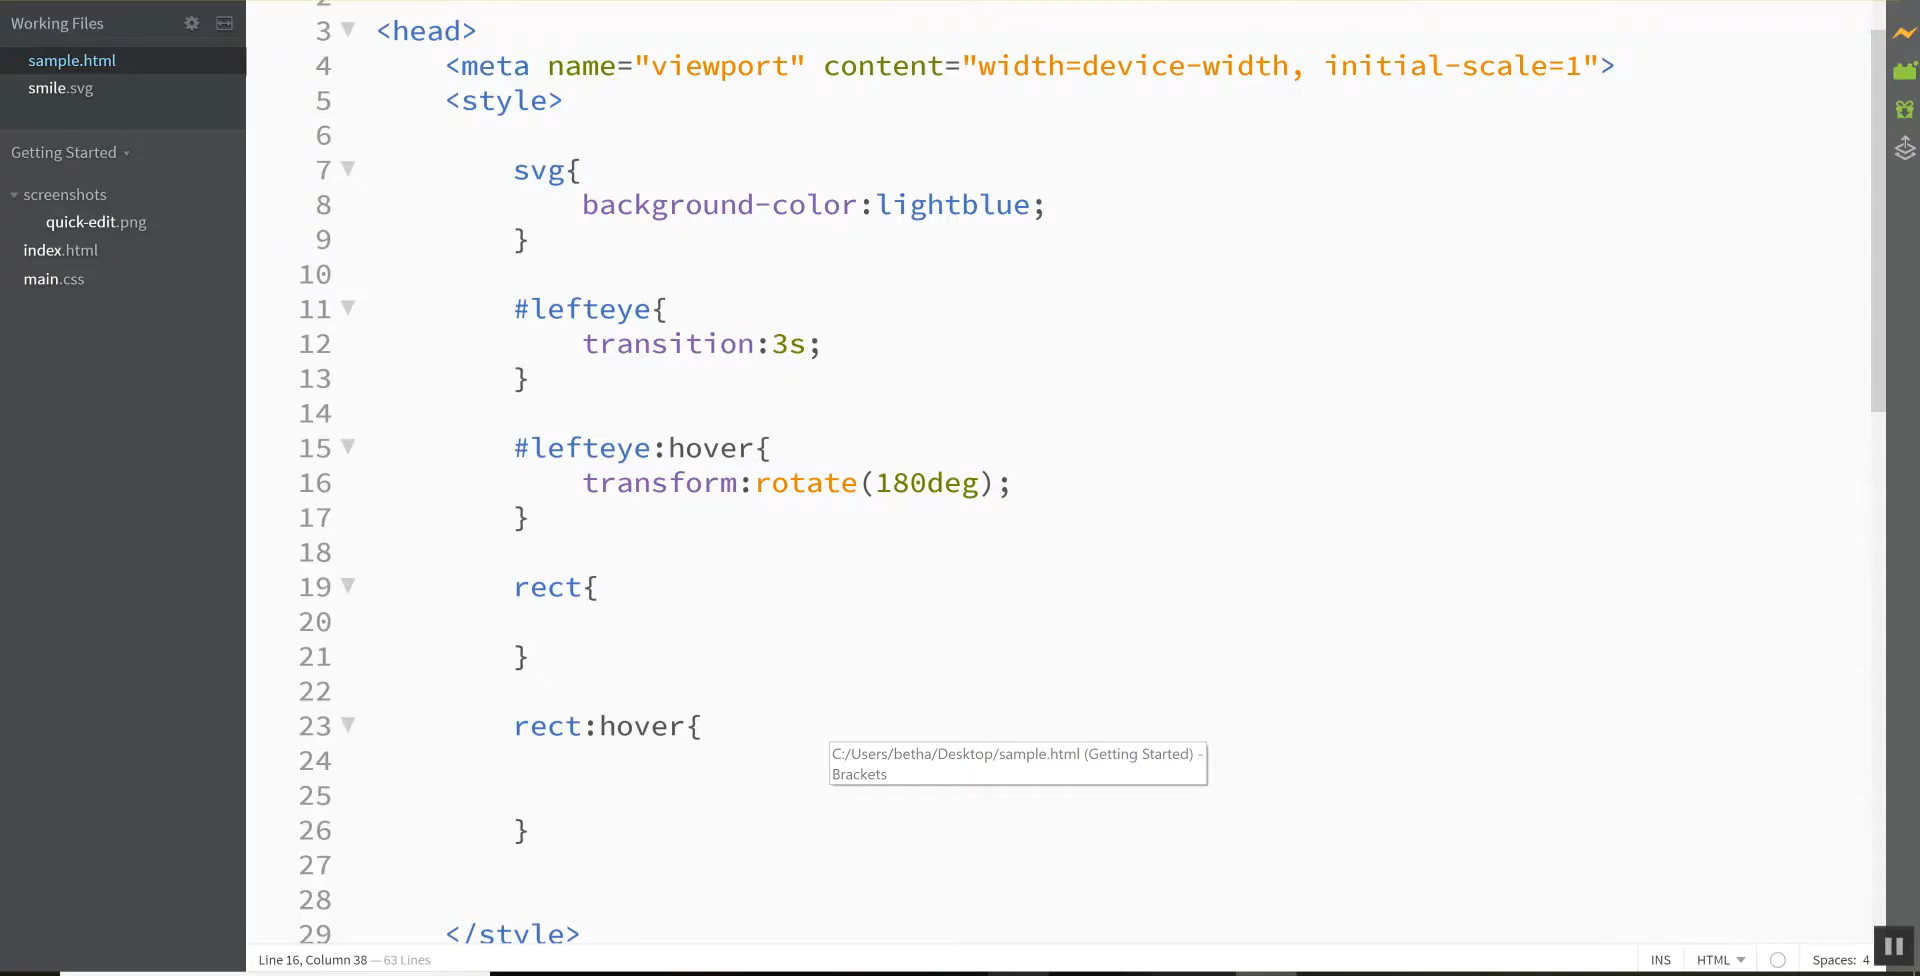 Working Files
sample.html
smile.svg
Getting Started
screenshots
quick-edit.png
index.html
main.css
3 <head>
4 <meta name="viewport" content="width=device-width, initial-scale=1">
5 <style>
6
7 svg{
8 background-color:lightblue;
9 }
10
11 #lefteye{
12 transition:3s;
13 }
14
15 #lefteye:hover{
16 transform:rotate(180deg);
17 }
18
19 rect{
20
21 }
22
23 rect:hover{
24
C:/Users/betha/Desktop/sample.html (Getting Started) -
Brackets
25
26 }
27
28
29 </style>
Line 16, Column 38 — 63 Lines
INS HTML Spaces: 4